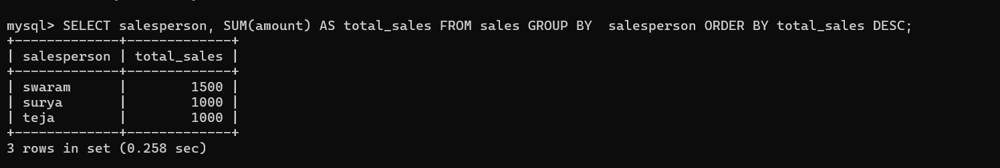 mysql> SELECT salesperson, SUM(amount) AS total_sales FROM sales GROUP BY  salesperson ORDER BY total_sales DESC;
+-------------+-------------+
| salesperson | total_sales |
+-------------+-------------+
| swaram      |        1500 |
| surya       |        1000 |
| teja        |        1000 |
+-------------+-------------+
3 rows in set (0.258 sec)